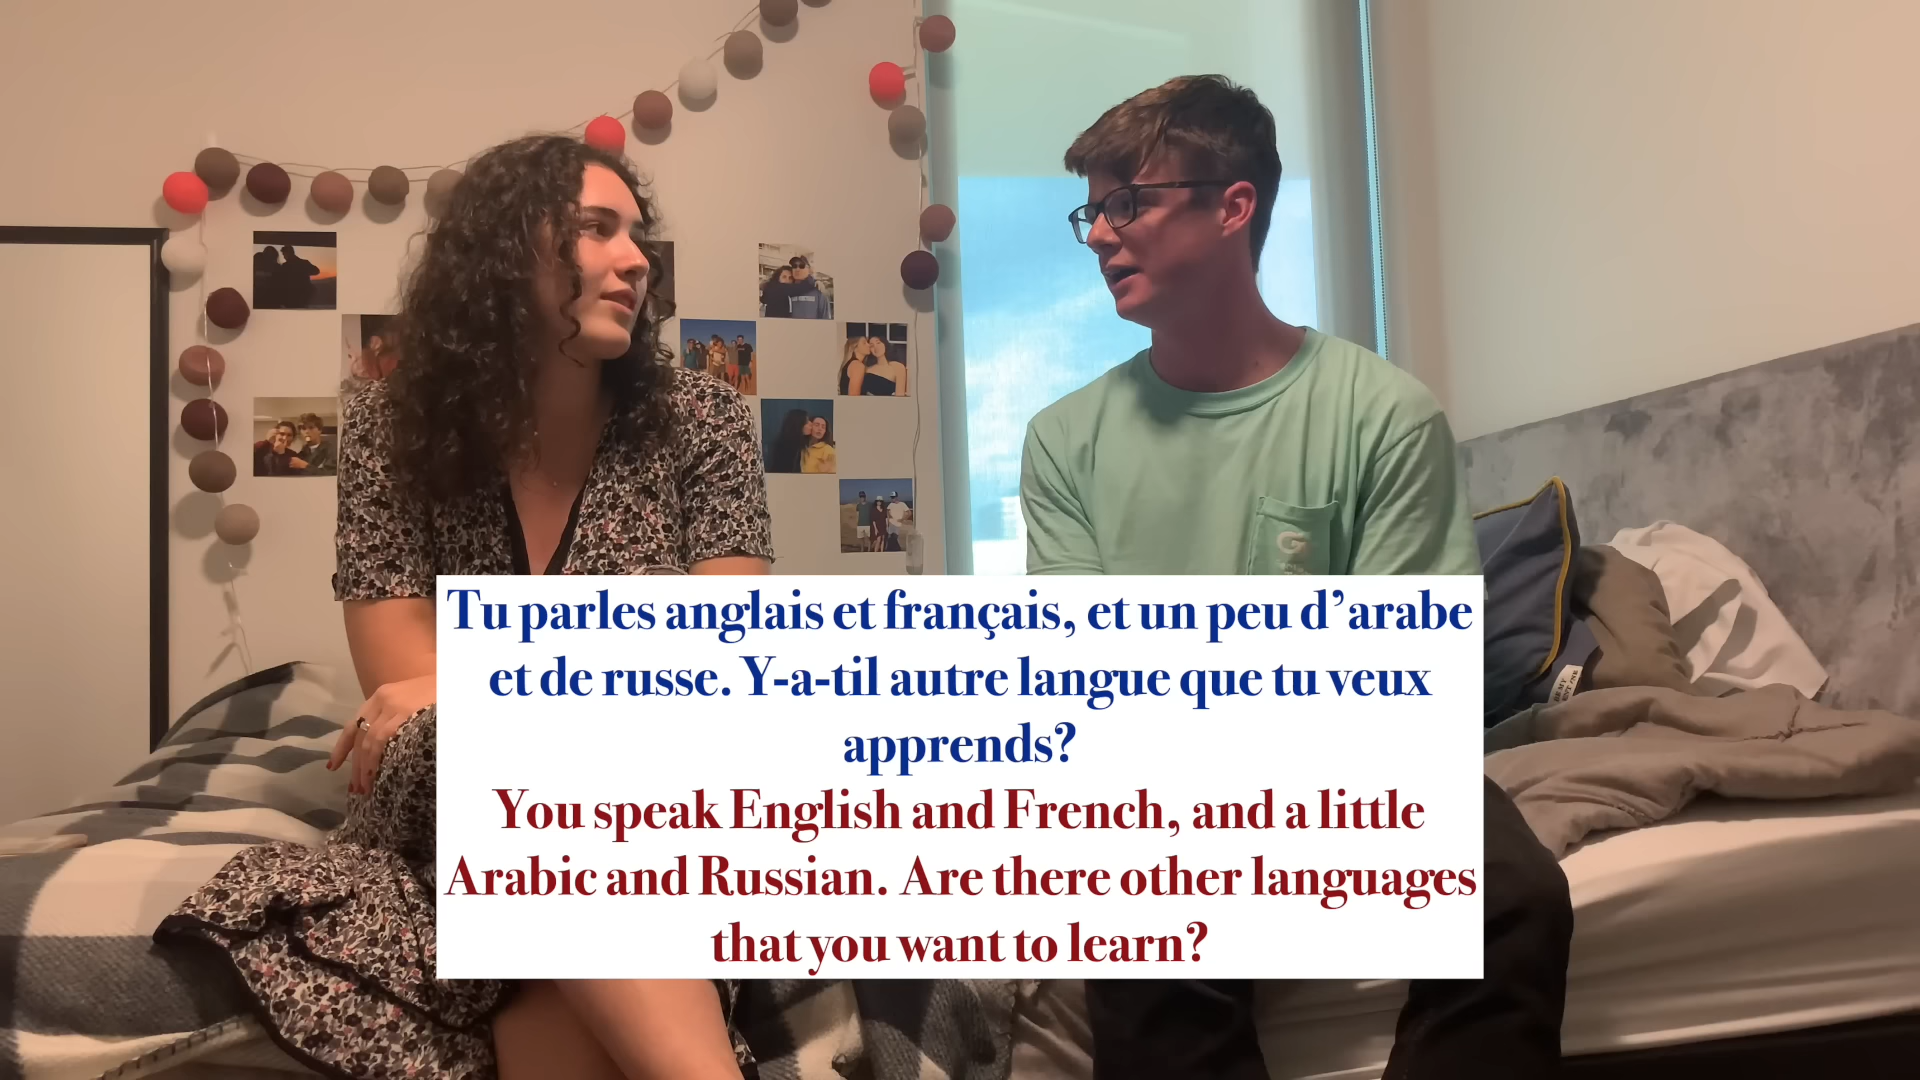 Tu parles anglais et français, et un peu d’arabe
et de russe. Y-a-til autre langue que tu veux
apprends?
You speak English and French, and a little
Arabic and Russian. Are there other languages
that you want to learn?
G